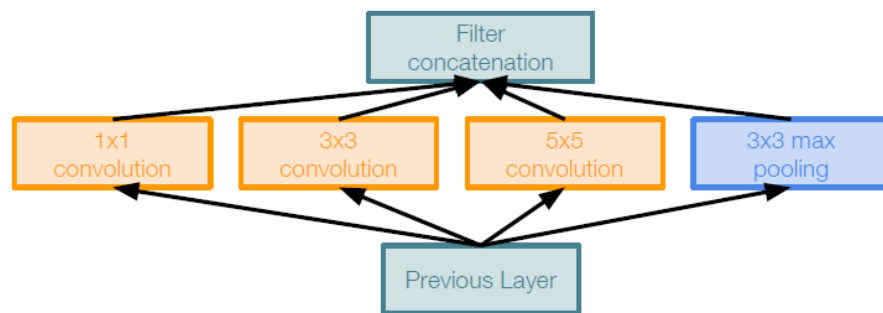 Filter
concatenation
1x1
convolution
3x3
convolution
5x5
convolution
3x3 max
pooling
Previous Layer